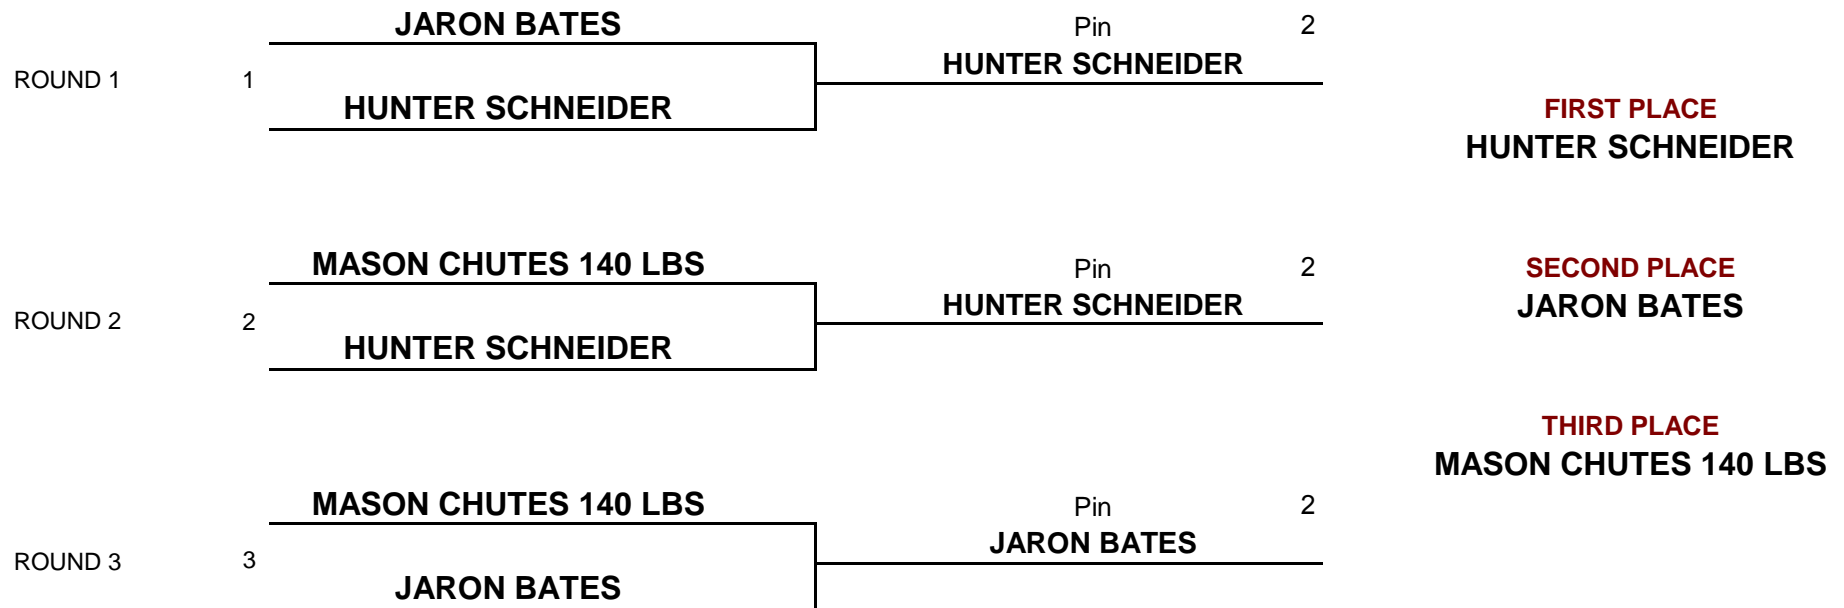 JARON BATES
Pin 2
HUNTER SCHNEIDER
ROUND 1 1
HUNTER SCHNEIDER
FIRST PLACE
HUNTER SCHNEIDER
MASON CHUTES 140 LBS
Pin 2
SECOND PLACE
HUNTER SCHNEIDER
JARON BATES
ROUND 2 2
HUNTER SCHNEIDER
THIRD PLACE
MASON CHUTES 140 LBS
MASON CHUTES 140 LBS
Pin 2
JARON BATES
ROUND 3 3
JARON BATES